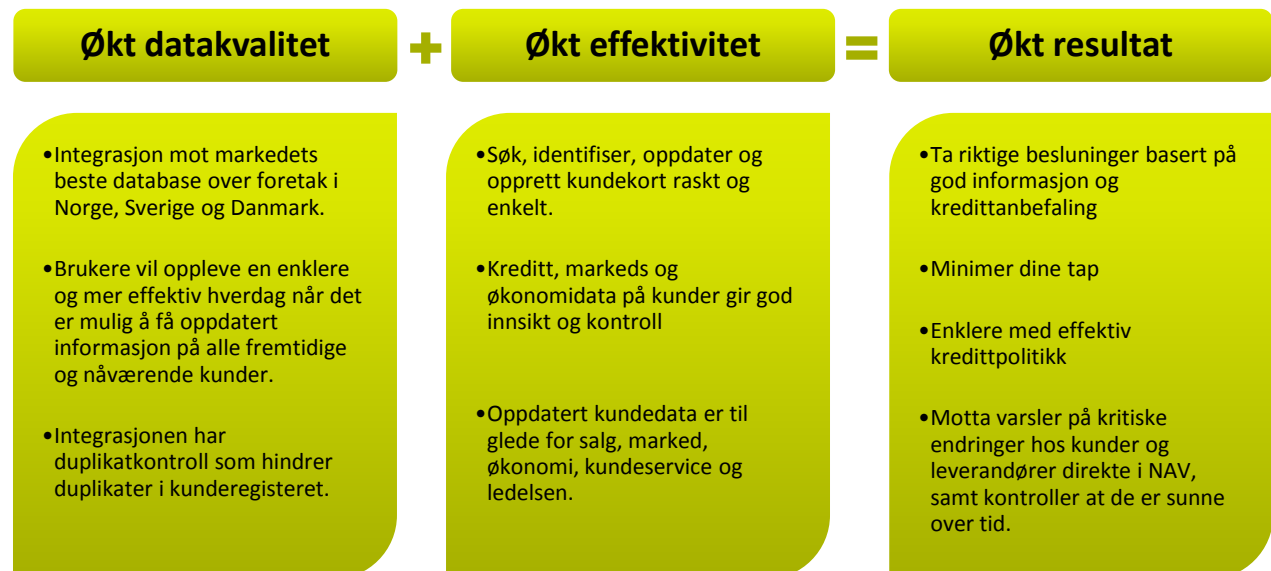 Økt datakvalitet + Økt effektivitet = Økt resultat
•Integrasjon mot markedets
beste database over foretak i
Norge, Sverige og Danmark.
•Brukere vil oppleve en enklere
og mer effektiv hverdag når det
er mulig å få oppdatert
informasjon på alle fremtidige
og nåværende kunder.
•Integrasjonen har
duplikatkontroll som hindrer
duplikater i kunderegisteret.
•Søk, identifiser, oppdater og
opprett kundekort raskt og
enkelt.
•Kreditt, markeds og
økonomidata på kunder gir god
innsikt og kontroll
•Oppdatert kundedata er til
glede for salg, marked,
økonomi, kundeservice og
ledelsen.
•Ta riktige besluninger basert på
god informasjon og
kredittanbefaling
•Minimer dine tap
•Enklere med effektiv
kredittpolitikk
•Motta varsler på kritiske
endringer hos kunder og
leverandører direkte i NAV,
samt kontroller at de er sunne
over tid.